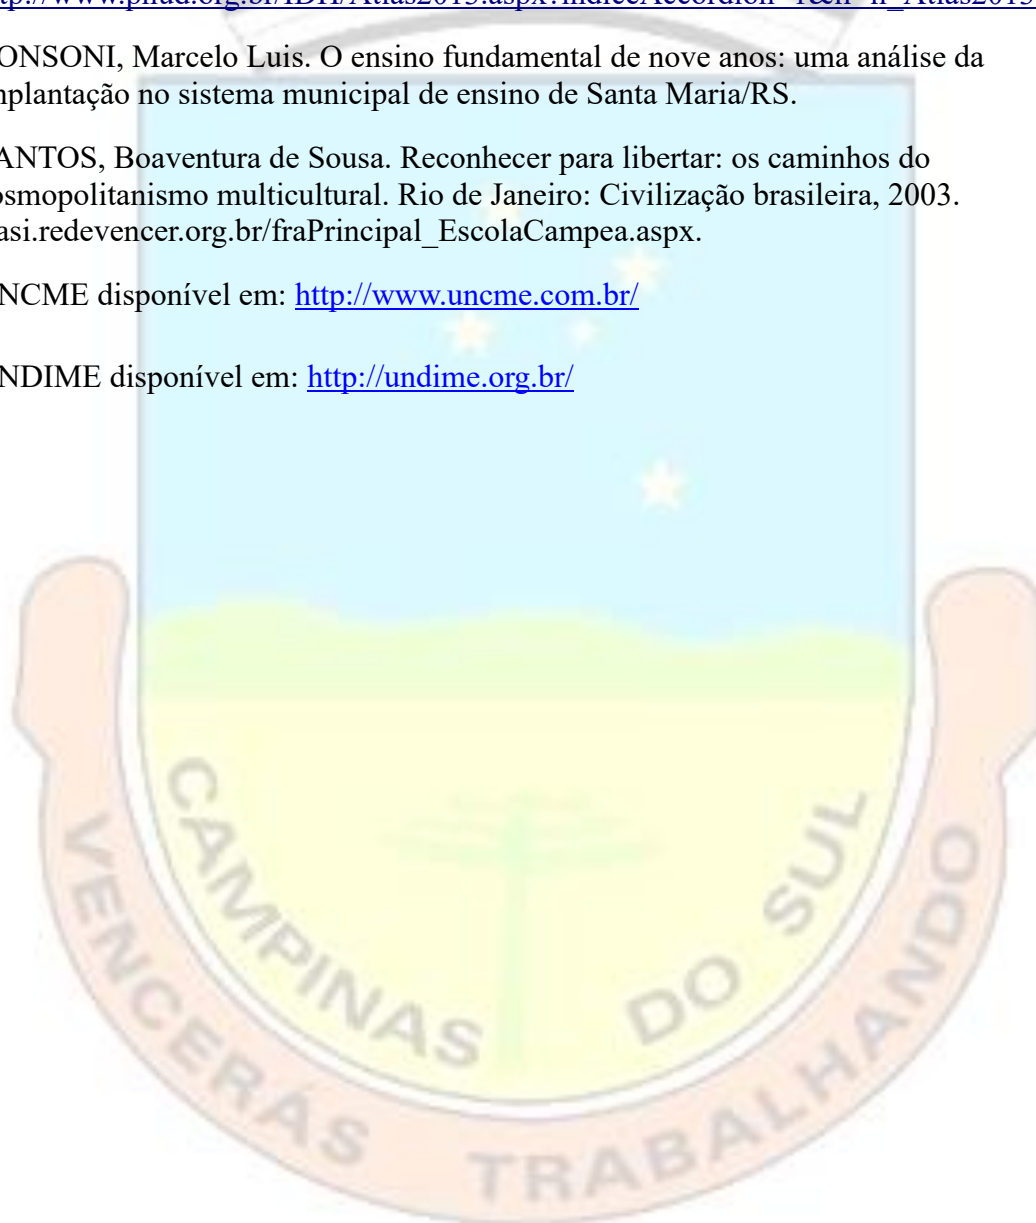 ONSONI, Marcelo Luis. O ensino fundamental de nove anos: uma análise da
mplantação no sistema municipal de ensino de Santa Maria/RS.
ANTOS, Boaventura de Sousa. Reconhecer para libertar: os caminhos do
osmopolitanismo multicultural. Rio de Janeiro: Civilização brasileira, 2003.
asi.redevencer.org.br/fraPrincipal_EscolaCampea.aspx.
NCME disponível em: http://www.uncme.com.br/
NDIME disponível em: http://undime.org.br/
CAMPINAS DO SUL
VENCERÁS TRABALHANDO